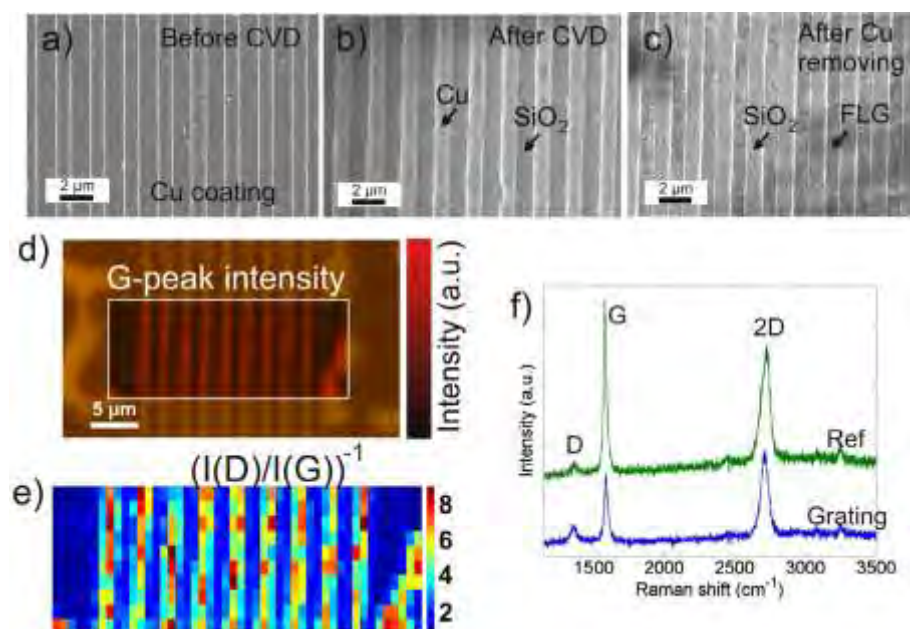 a)
Before CVD
Cu coating
2 μm
b)
After CVD
Cu
SiO₂
2 μm
c)
After Cu
removing
SiO₂
FLG
2 μm
d)
G-peak intensity
5 μm
Intensity (a.u.)
(I(D)/I(G))⁻¹
e)
8
6
4
2
f)
G
2D
D
Ref
Grating
Intensity (a.u.)
1500 2000 2500 3000 3500
Raman shift (cm⁻¹)